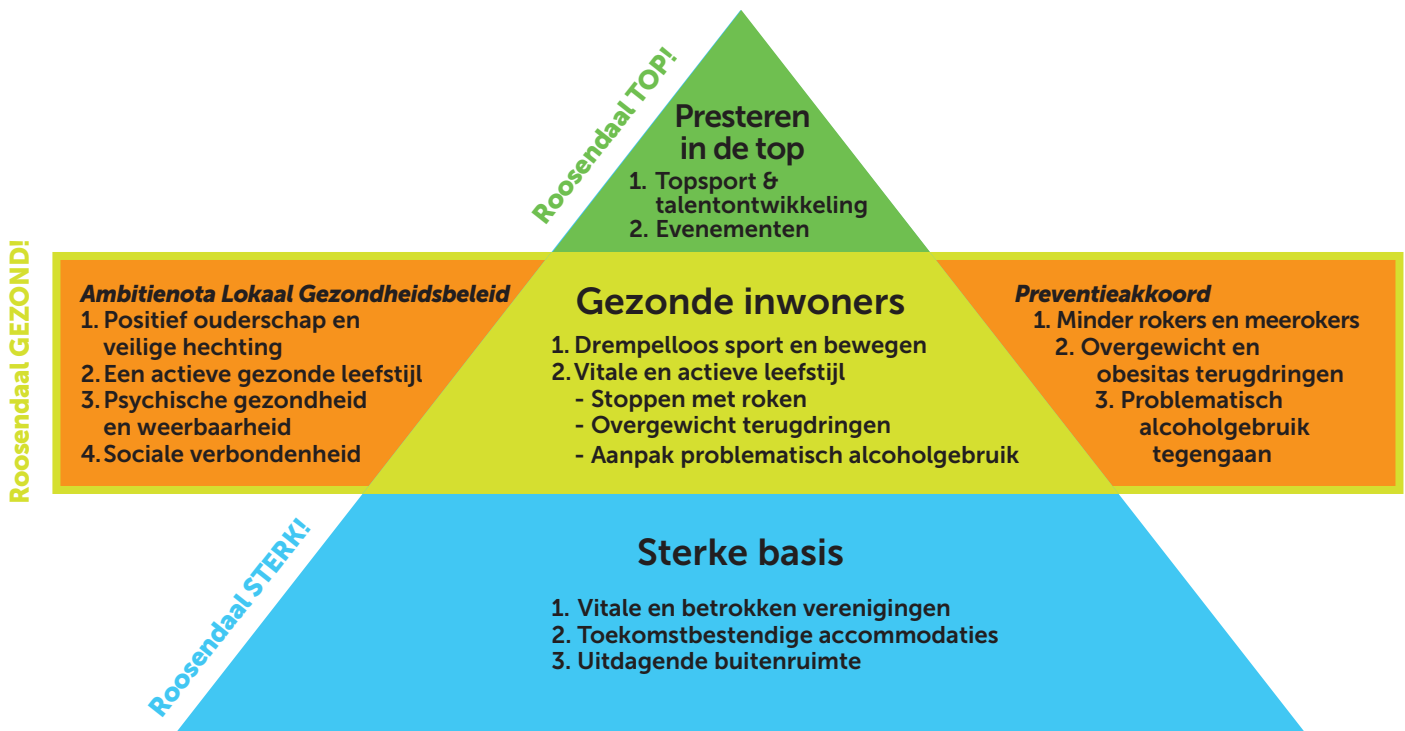 Roosendaal TOP!
Presteren
in de top
1. Topsport &
talentontwikkeling
2. Evenementen
Roosendaal GEZOND!
Ambitienota Lokaal Gezondheidsbeleid
1. Positief ouderschap en
veilige hechting
2. Een actieve gezonde leefstijl
3. Psychische gezondheid
en weerbaarheid
4. Sociale verbondenheid
Gezonde inwoners
1. Drempelloos sport en bewegen
2. Vitale en actieve leefstijl
- Stoppen met roken
- Overgewicht terugdringen
- Aanpak problematisch alcoholgebruik
Preventieakkoord
1. Minder rokers en meerokers
2. Overgewicht en
obesitas terugdringen
3. Problematisch
alcoholgebruik
tegengaan
Roosendaal STERK!
Sterke basis
1. Vitale en betrokken verenigingen
2. Toekomstbestendige accommodaties
3. Uitdagende buitenruimte